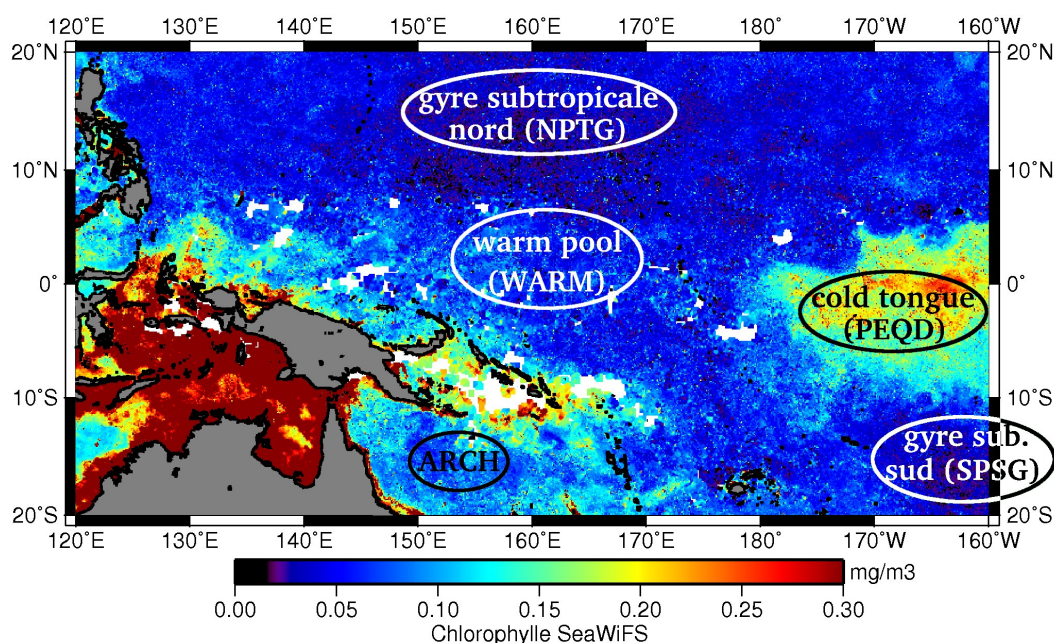 120°E 130°E 140°E 150°E 160°E 170°E 180° 170°W 160°W
20°N 20°N
gyre subtropicale
nord (NPTG)
10°N 10°N
warm pool
(WARM)
0° 0°
cold tongue
(PEQD)
10°S 10°S
gyre sub.
sud (SPSG)
ARCH
20°S 20°S
120°E 130°E 140°E 150°E 160°E 170°E 180° 170°W 160°W
mg/m3
0.00 0.05 0.10 0.15 0.20 0.25 0.30
Chlorophylle SeaWiFS